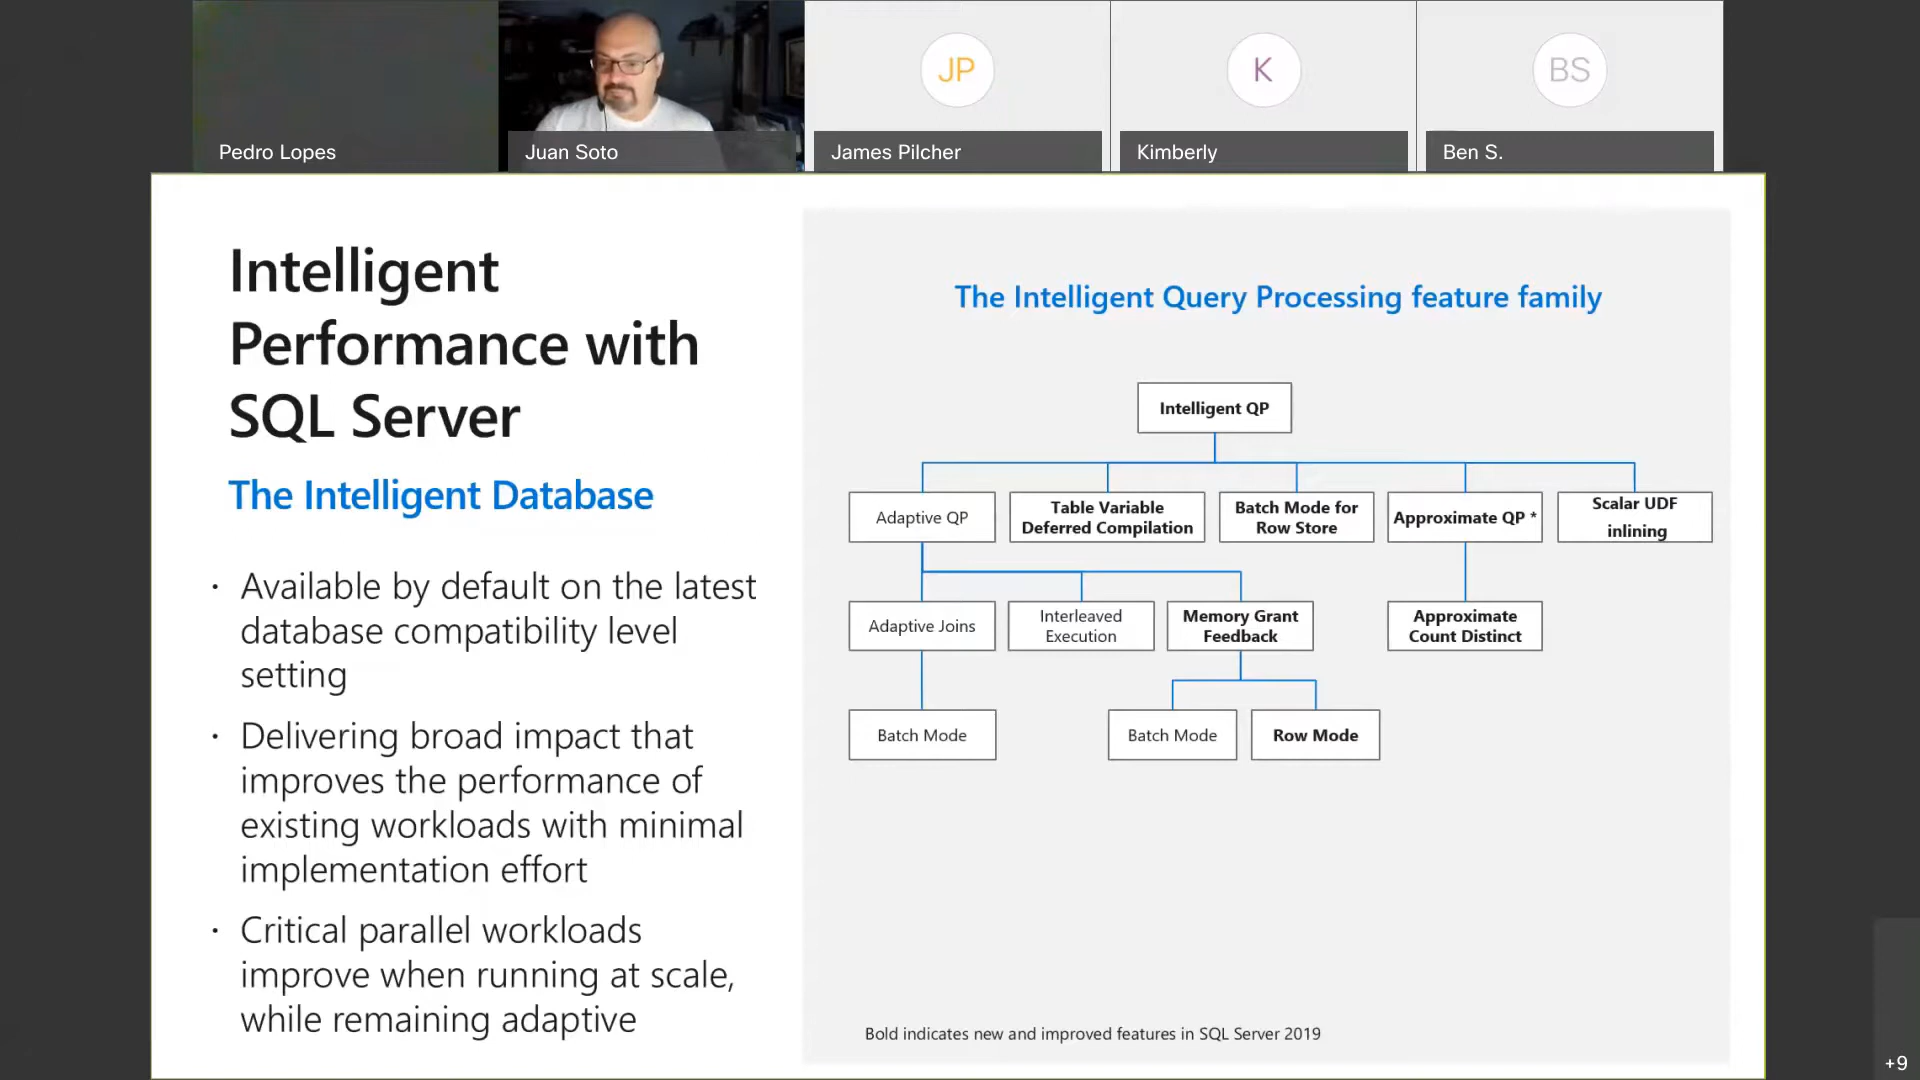 JP
K
BS
Pedro Lopes
Juan Soto
James Pilcher
Kimberly
Ben S.
Intelligent
Performance with
SQL Server
The Intelligent Database
· Available by default on the latest
database compatibility level
setting
· Delivering broad impact that
improves the performance of
existing workloads with minimal
implementation effort
· Critical parallel workloads
improve when running at scale,
while remaining adaptive
The Intelligent Query Processing feature family
Intelligent QP
Adaptive QP
Table Variable
Deferred Compilation
Batch Mode for
Row Store
Approximate QP *
Scalar UDF
inlining
Adaptive Joins
Interleaved
Execution
Memory Grant
Feedback
Approximate
Count Distinct
Batch Mode
Batch Mode
Row Mode
Bold indicates new and improved features in SQL Server 2019
+9